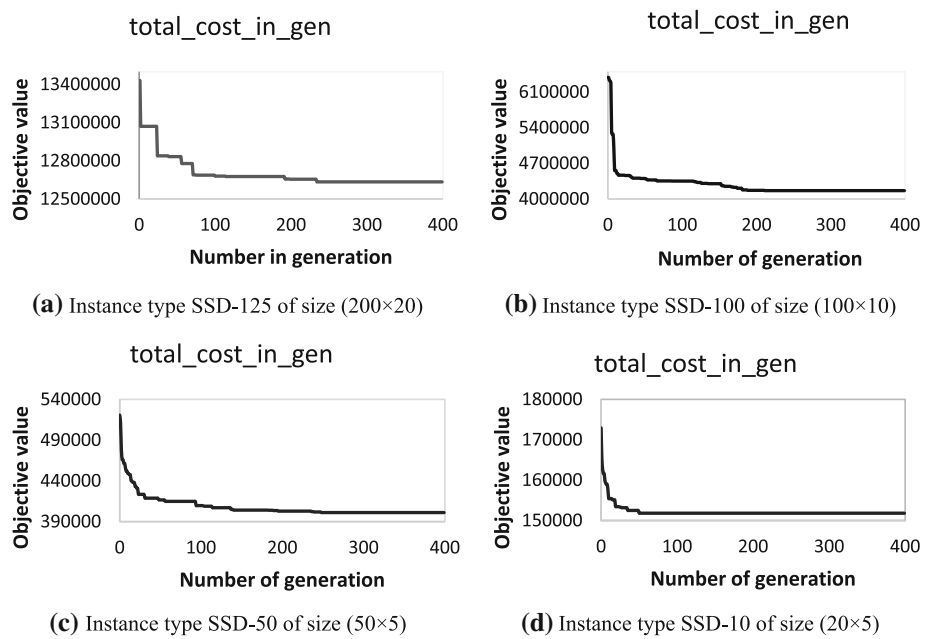 total_cost_in_gen
Objective value
13400000
13100000
12800000
12500000
0 100 200 300 400
Number in generation
(a) Instance type SSD-125 of size (200×20)
total_cost_in_gen
Objective value
6100000
5400000
4700000
4000000
0 100 200 300 400
Number of generation
(b) Instance type SSD-100 of size (100×10)
total_cost_in_gen
Objective value
540000
490000
440000
390000
0 100 200 300 400
Number of generation
(c) Instance type SSD-50 of size (50×5)
total_cost_in_gen
Objective value
180000
170000
160000
150000
0 100 200 300 400
Number of generation
(d) Instance type SSD-10 of size (20×5)